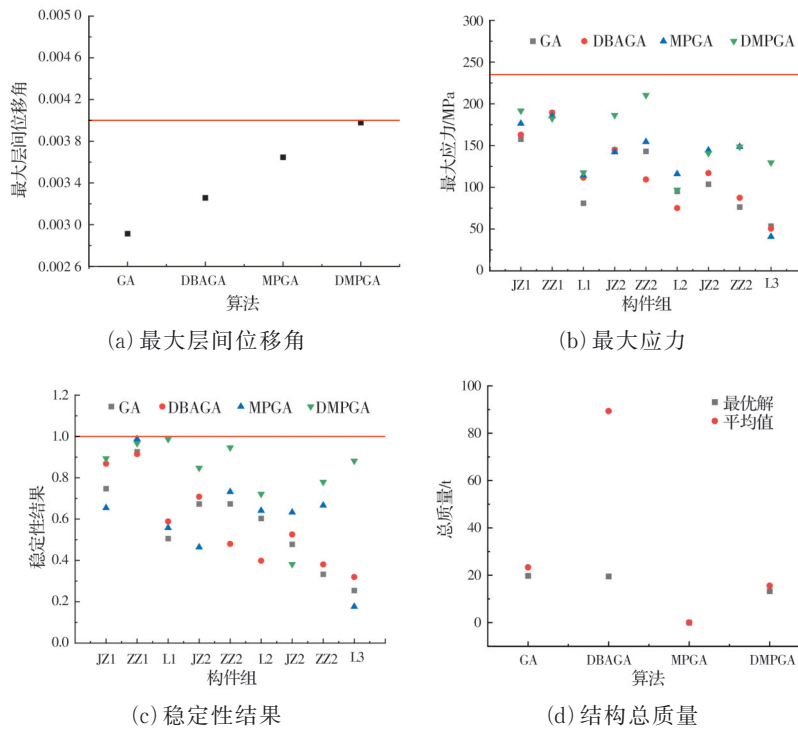 0.005 0
0.004 6
0.004 2
0.003 8
0.003 4
0.003 0
0.002 6
最大层间位移角
GA DBAGA MPGA DMPGA
算法
(a) 最大层间位移角
GA DBAGA MPGA DMPGA
300
250
200
150
100
50
0
最大应力/MPa
JZ1 ZZ1 L1 JZ2 ZZ2 L2 JZ2 ZZ2 L3
构件组
(b) 最大应力
1.2
1.0
0.8
0.6
0.4
0.2
0.0
GA DBAGA MPGA DMPGA
稳定性结果
JZ1 ZZ1 L1 JZ2 ZZ2 L2 JZ2 ZZ2 L3
构件组
(c) 稳定性结果
100
80
60
40
20
0
最优解
平均值
总质量/t
GA DBAGA MPGA DMPGA
算法
(d) 结构总质量